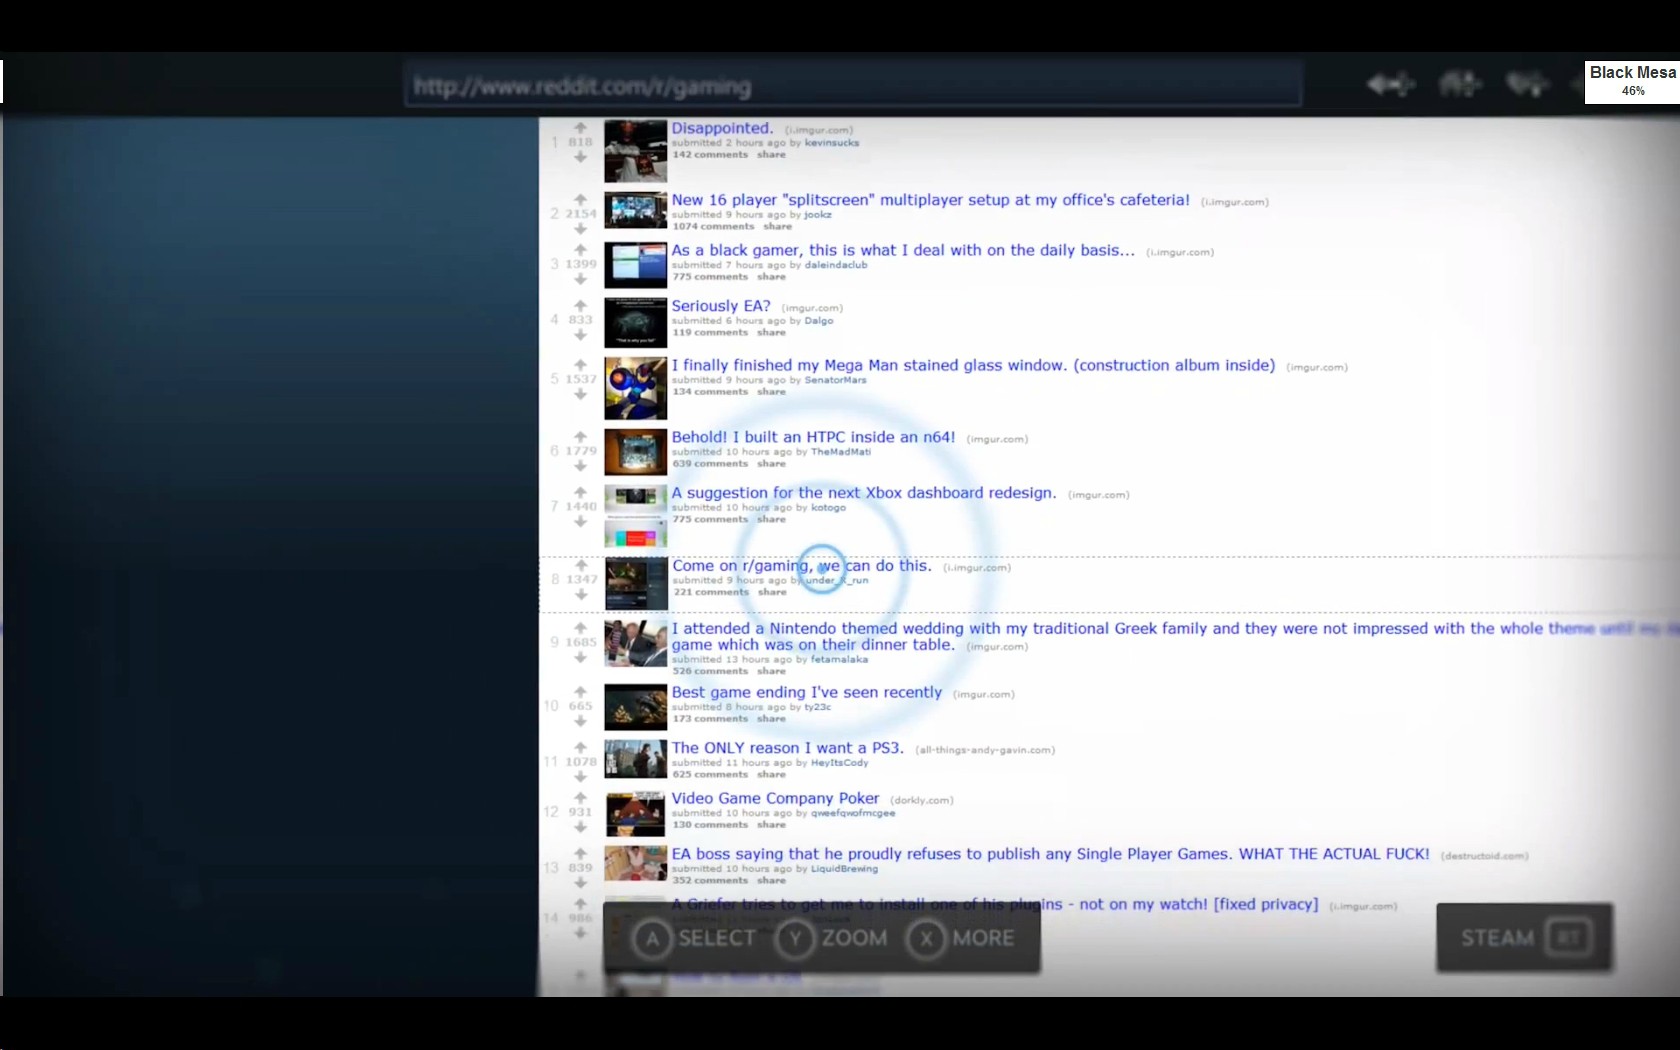 http://www.reddit.com/r/gaming
Black Mesa
46%
Disappointed. (i.imgur.com)
1 818
submitted 2 hours ago by kevinsucks
142 comments share
New 16 player "splitscreen" multiplayer setup at my office's cafeteria! (i.imgur.com)
2 2154
submitted 9 hours ago by jookz
1074 comments share
As a black gamer, this is what I deal with on the daily basis... (i.imgur.com)
3 1399
submitted 7 hours ago by daleindaclub
775 comments share
Seriously EA? (imgur.com)
4 833
submitted 6 hours ago by Dalgo
119 comments share
"That is why you fail"
I finally finished my Mega Man stained glass window. (construction album inside) (imgur.com)
5 1537
submitted 9 hours ago by SenatorMars
134 comments share
Behold! I built an HTPC inside an n64! (imgur.com)
6 1779
submitted 10 hours ago by TheMadMati
639 comments share
A suggestion for the next Xbox dashboard redesign. (imgur.com)
7 1440
submitted 10 hours ago by kotogo
775 comments share
Come on r/gaming, we can do this. (i.imgur.com)
8 1347
submitted 9 hours ago by under_X_run
221 comments share
I attended a Nintendo themed wedding with my traditional Greek family and they were not impressed with the whole theme until my
9 1685
game which was on their dinner table. (imgur.com)
submitted 13 hours ago by fetamalaka
526 comments share
Best game ending I've seen recently (imgur.com)
10 665
submitted 8 hours ago by ty23c
173 comments share
The ONLY reason I want a PS3. (all-things-andy-gavin.com)
11 1078
submitted 11 hours ago by HeyItsCody
625 comments share
Video Game Company Poker (dorkly.com)
12 931
submitted 10 hours ago by qweefqwofmcgee
130 comments share
EA boss saying that he proudly refuses to publish any Single Player Games. WHAT THE ACTUAL FUCK! (destructoid.com)
13 839
submitted 10 hours ago by LiquidBrewing
352 comments share
A Griefer tries to get me to install one of his plugins - not on my watch! [fixed privacy] (i.imgur.com)
14 986
A SELECT Y ZOOM X MORE
STEAM RT